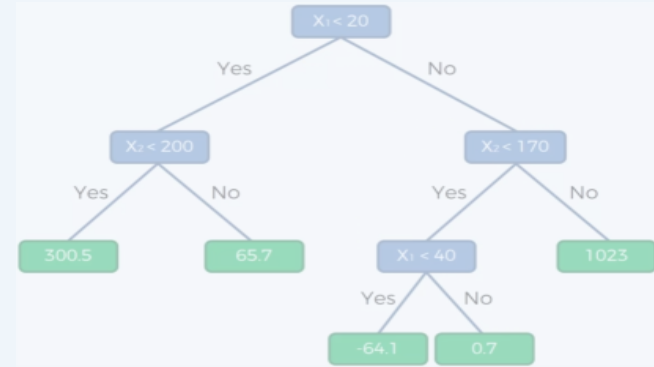 X₁ < 20
Yes
No
X₂ < 200
X₂ < 170
Yes
No
Yes
No
300.5
65.7
X₁ < 40
1023
Yes
No
-64.1
0.7